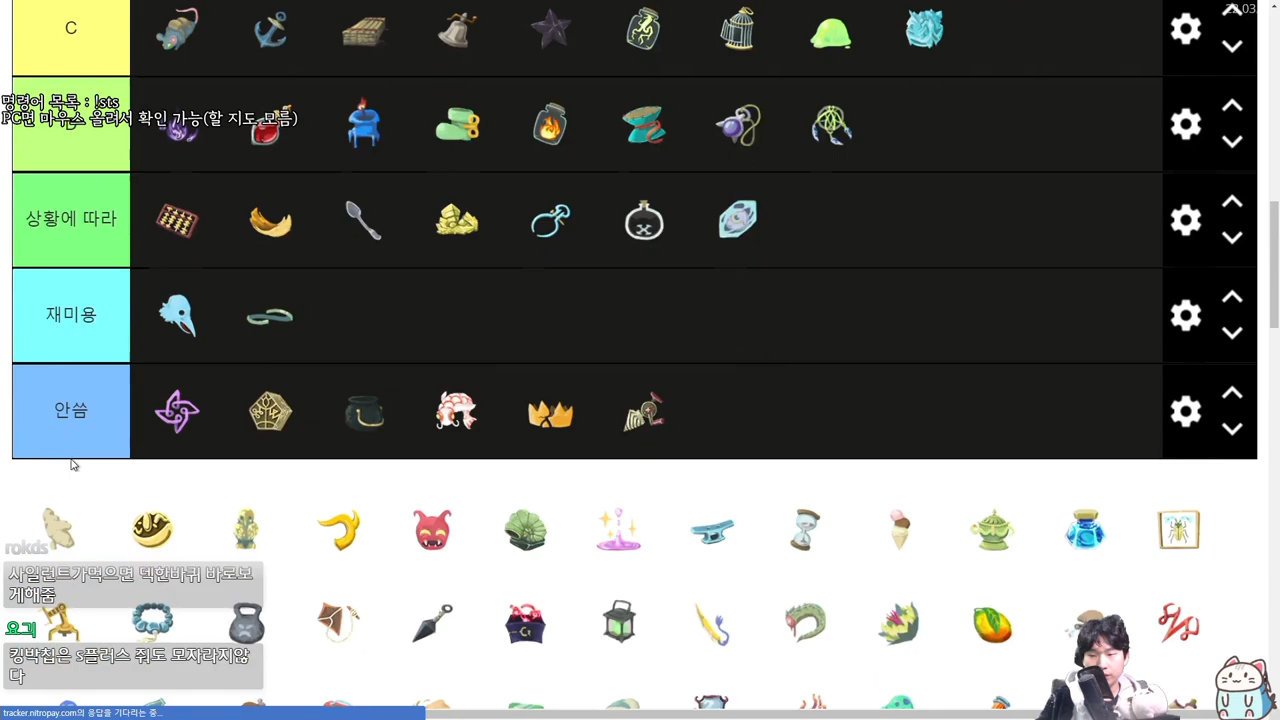 C
22.03
명령어 목록 : !sts
PC면 마우스 올려서 확인 가능(할 지도 모름)
상황에 따라
재미용
안씀
rokds
사일런트가먹으면 덱한바퀴 바로보
게해줌
요긔
킹박첩은 s플러스 줘도 모자라지않
다
tracker.nitropay.com의 응답을 기다리는 중...